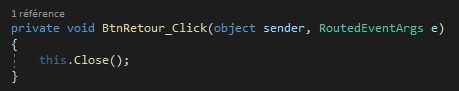 1 référence
private void BtnRetour_Click(object sender, RoutedEventArgs e)
{
    this.Close();
}